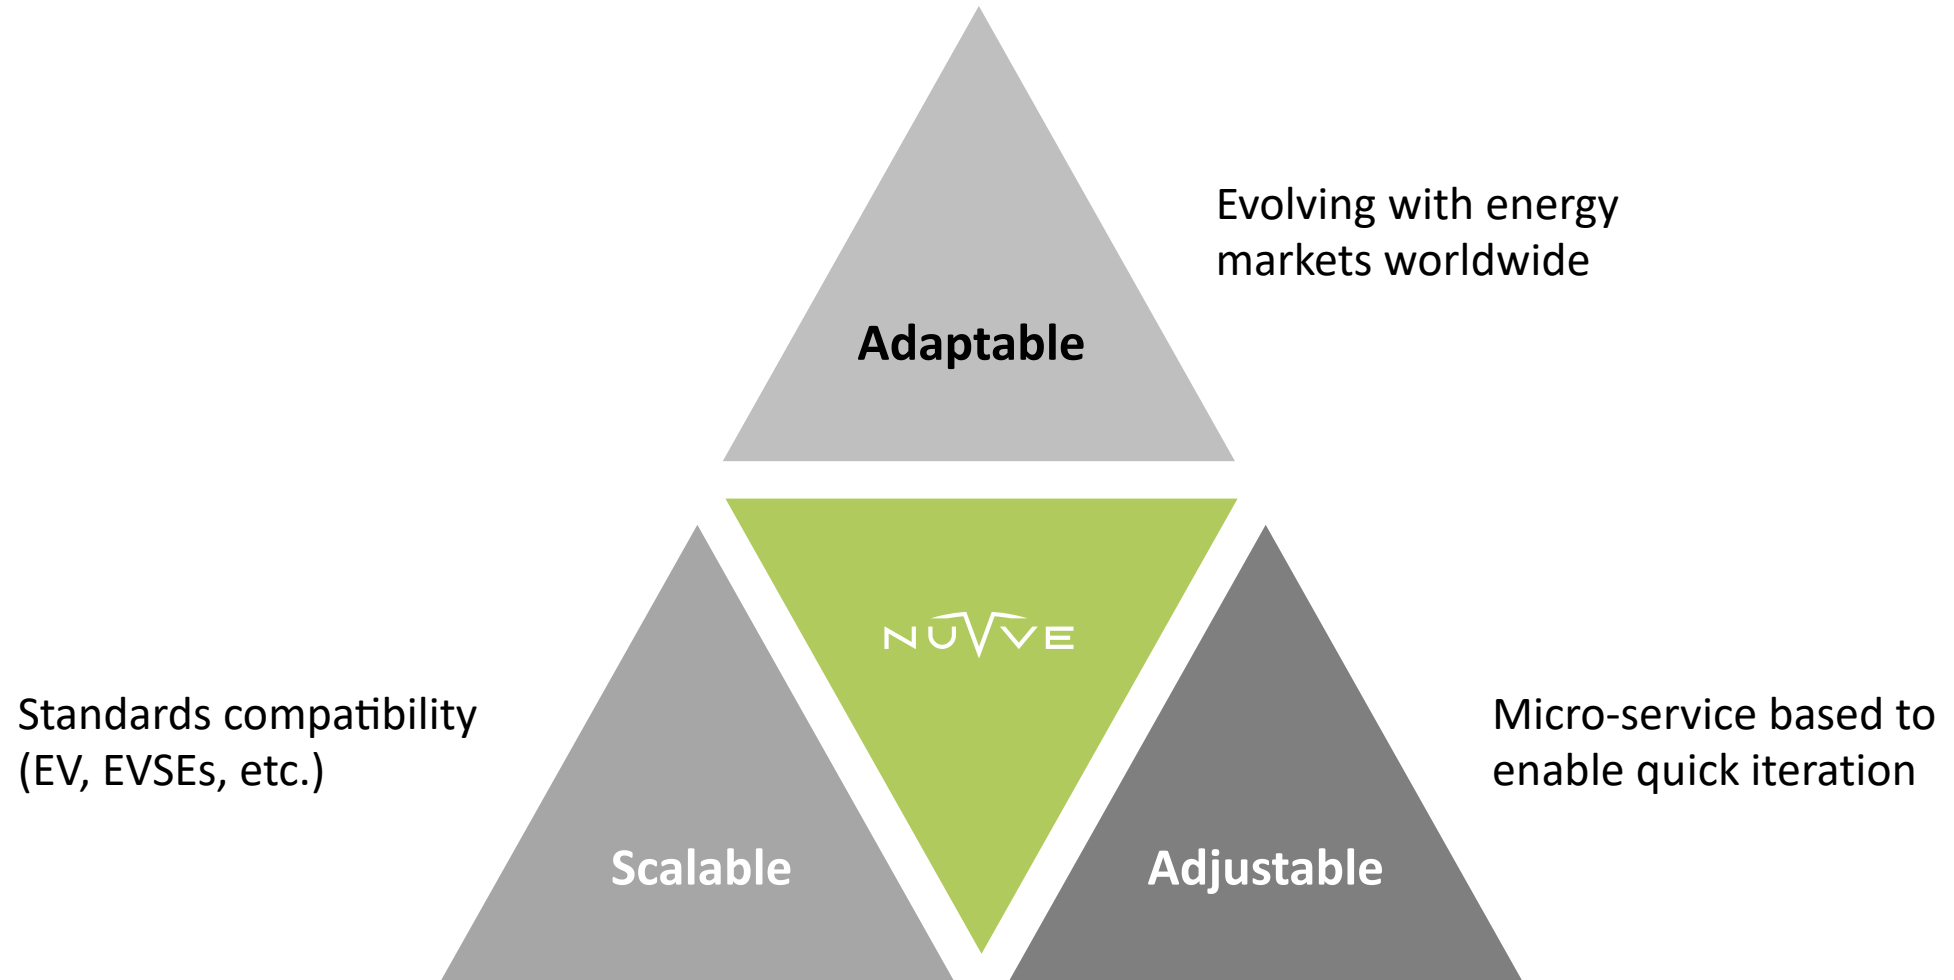 Evolving with energy
markets worldwide
Adaptable
NUVVE
Standards compatibility
(EV, EVSEs, etc.)
Micro-service based to
enable quick iteration
Scalable
Adjustable